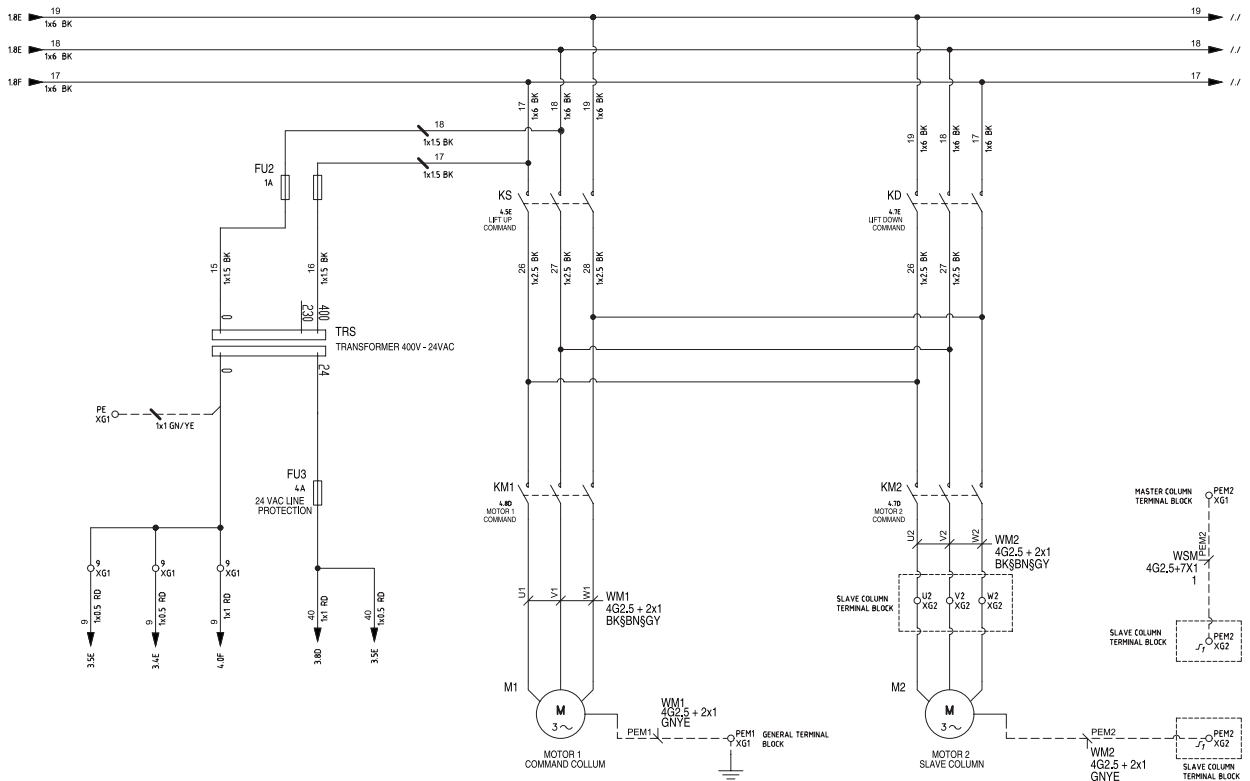 1.8E 19 1x6 BK 19 /./
1.8E 18 1x6 BK 18 /./
1.8F 17 1x6 BK 17 /./
17 1x6 BK
18 1x6 BK
19 1x6 BK
19 1x6 BK
18 1x6 BK
17 1x6 BK
18
1x1.5 BK
17
1x1.5 BK
FU2
1A
KS
4.5E
LIFT UP
COMMAND
KD
4.7E
LIFT DOWN
COMMAND
15 1x1.5 BK
16 1x1.5 BK
26 1x2.5 BK
27 1x2.5 BK
28 1x2.5 BK
26 1x2.5 BK
27 1x2.5 BK
0 230 400
TRS
TRANSFORMER 400V - 24VAC
0 24
PE
XG1
1x1 GN/YE
FU3
4A
24 VAC LINE
PROTECTION
KM1
4.8D
MOTOR 1
COMMAND
KM2
4.7D
MOTOR 2
COMMAND
MASTER COLUMN
TERMINAL BLOCK
PEM2
XG1
PEM2
WSM
4G2.5+7X1
1
U2 V2 W2
WM2
4G2.5 + 2x1
BK§BN§GY
9
XG1
9
XG1
9
XG1
U1 V1 W1
WM1
4G2.5 + 2x1
BK§BN§GY
SLAVE COLUMN
TERMINAL BLOCK
U2
XG2
V2
XG2
W2
XG2
9 1x0.5 RD
9 1x0.5 RD
9 1x1 RD
40 1x1 RD
40 1x0.5 RD
3.5E
3.4E
4.0F
3.8D
3.5E
SLAVE COLUMN
TERMINAL BLOCK
PEM2
XG2
M1
M
3
MOTOR 1
COMMAND COLLUM
PEM1
WM1
4G2.5 + 2x1
GNYE
PEM1
XG1
GENERAL TERMINAL
BLOCK
M2
M
3
MOTOR 2
SLAVE COLUMN
PEM2
WM2
4G2.5 + 2x1
GNYE
PEM2
XG2
SLAVE COLUMN
TERMINAL BLOCK